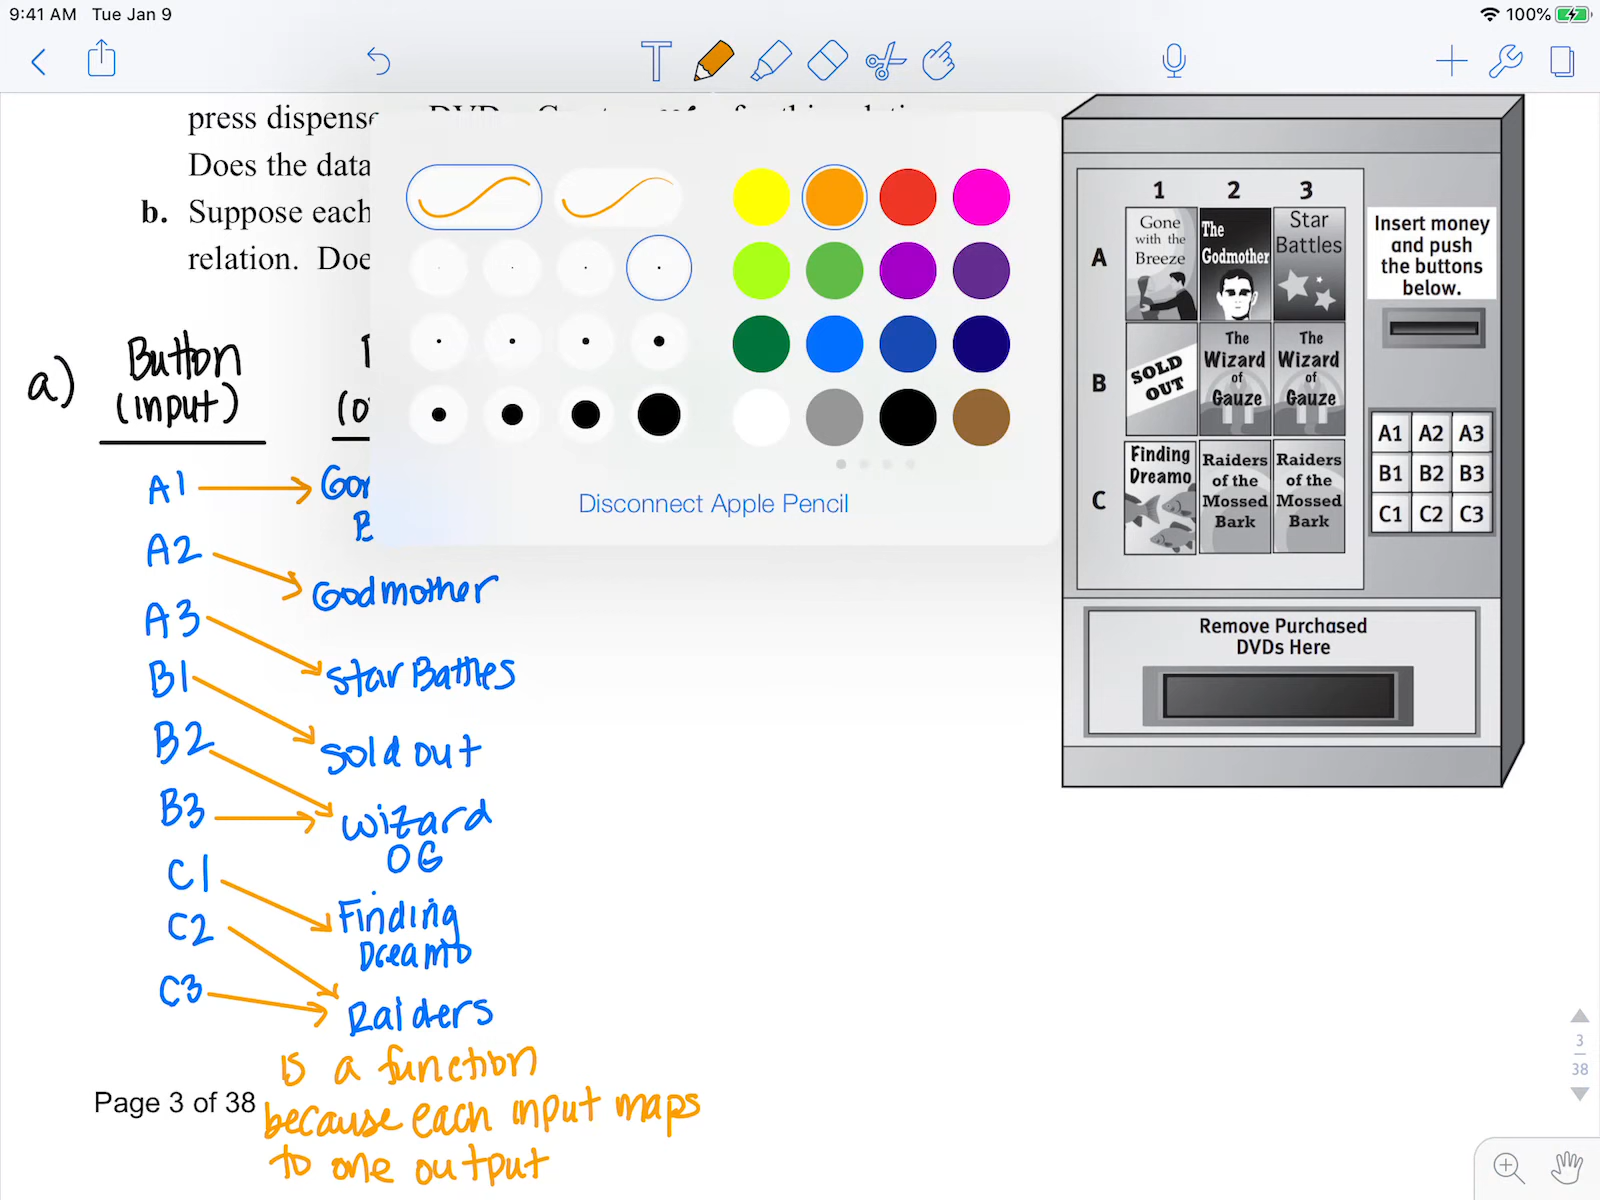 9:41 AM Tue Jan 9
100%
T
press dispense
Does the data
b. Suppose each
relation. Doe
a) Button
(input)
(o
A1
Gon
B
A2
Godmother
A3
Star Battles
B1
Sold out
B2
B3
Wizard
OG
C1
Finding
Dreamo
C2
C3
Raiders
is a function
because each input maps
to one output
Page 3 of 38
Disconnect Apple Pencil
1 2 3
A
Gone
with the
Breeze
The
Godmother
Star
Battles
B
SOLD
OUT
The
Wizard
of
Gauze
The
Wizard
of
Gauze
C
Finding
Dreamo
Raiders
of the
Mossed
Bark
Raiders
of the
Mossed
Bark
Insert money
and push
the buttons
below.
A1 A2 A3
B1 B2 B3
C1 C2 C3
Remove Purchased
DVDs Here
3
38